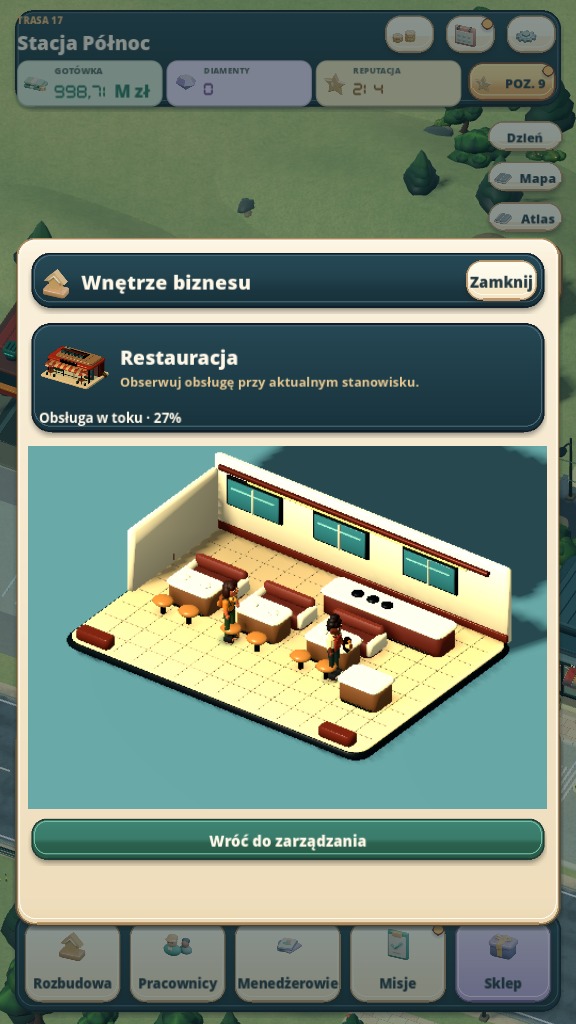 TRASA 17
Stacja Północ
GOTÓWKA
998,71 M zł
DIAMENTY
0
REPUTACJA
POZ. 9
Dzień
Mapa
Atlas
Wnętrze biznesu
Zamknij
Restauracja
Obserwuj obsługę przy aktualnym stanowisku.
Obsługa w toku · 27%
Wróć do zarządzania
Rozbudowa
Pracownicy
Menedżerowie
Misje
Sklep